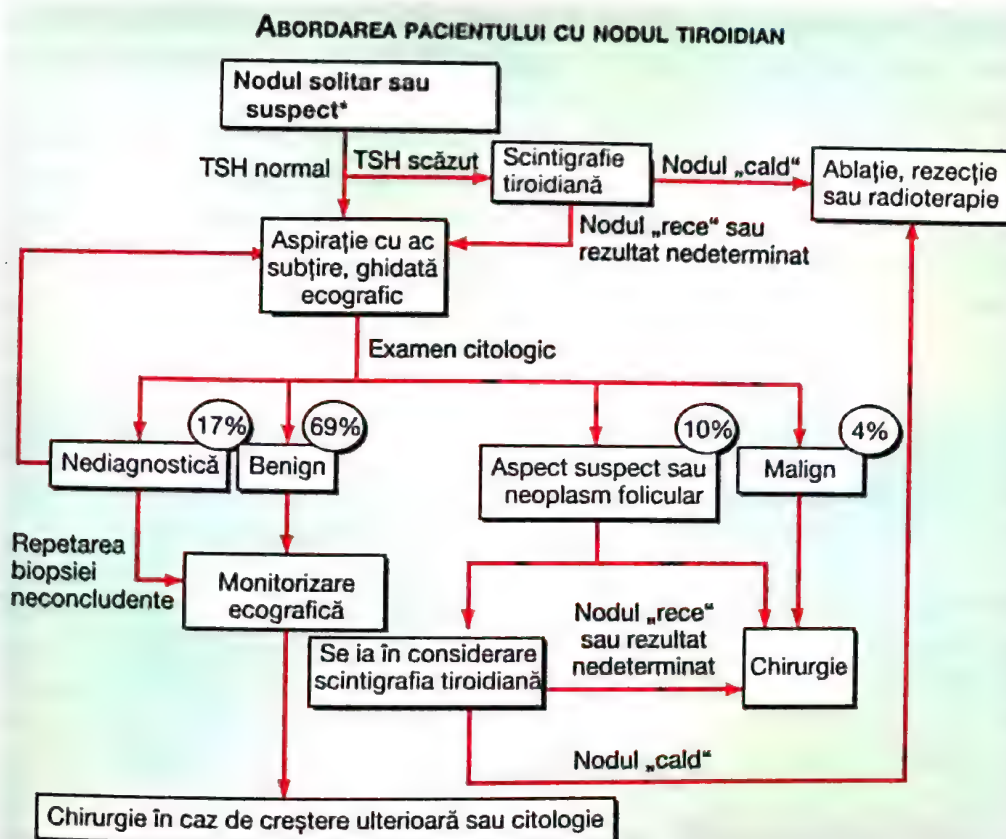 ABORDAREA PACIENTULUI CU NODUL TIROIDIAN
Nodul solitar sau
suspect*
TSH normal
TSH scăzut
Scintigrafie
tiroidiană
Nodul „cald“
Ablație, rezecție
sau radioterapie
Nodul „rece“ sau
rezultat nedeterminat
Aspirație cu ac
subțire, ghidată
ecografic
Examen citologic
17%
69%
10%
4%
Nediagnostică
Benign
Aspect suspect sau
neoplasm folicular
Malign
Repetarea
biopsiei
neconcludente
Monitorizare
ecografică
Se ia în considerare
scintigrafia tiroidiană
Nodul „rece“
sau rezultat
nedeterminat
Chirurgie
Nodul „cald“
Chirurgie în caz de creștere ulterioară sau citologie